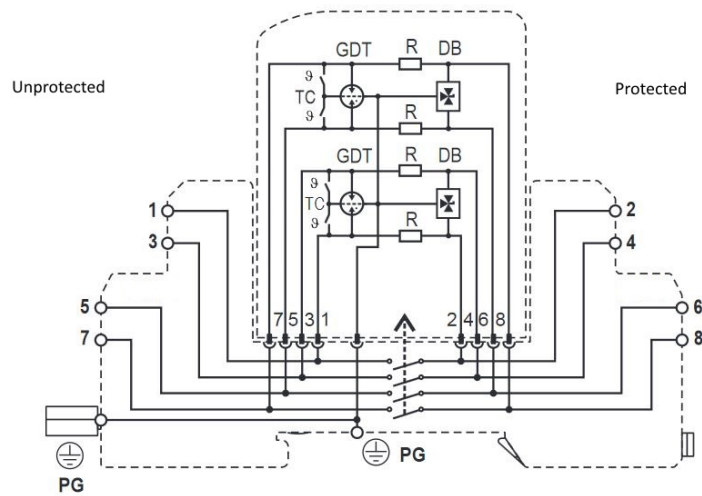 GDT R DB
Unprotected
ϑ
TC
ϑ
Protected
R
GDT R DB
ϑ
TC
ϑ
R
1
2
3
4
5
6
7
8
7 5 3 1
2 4 6 8
PG
PG